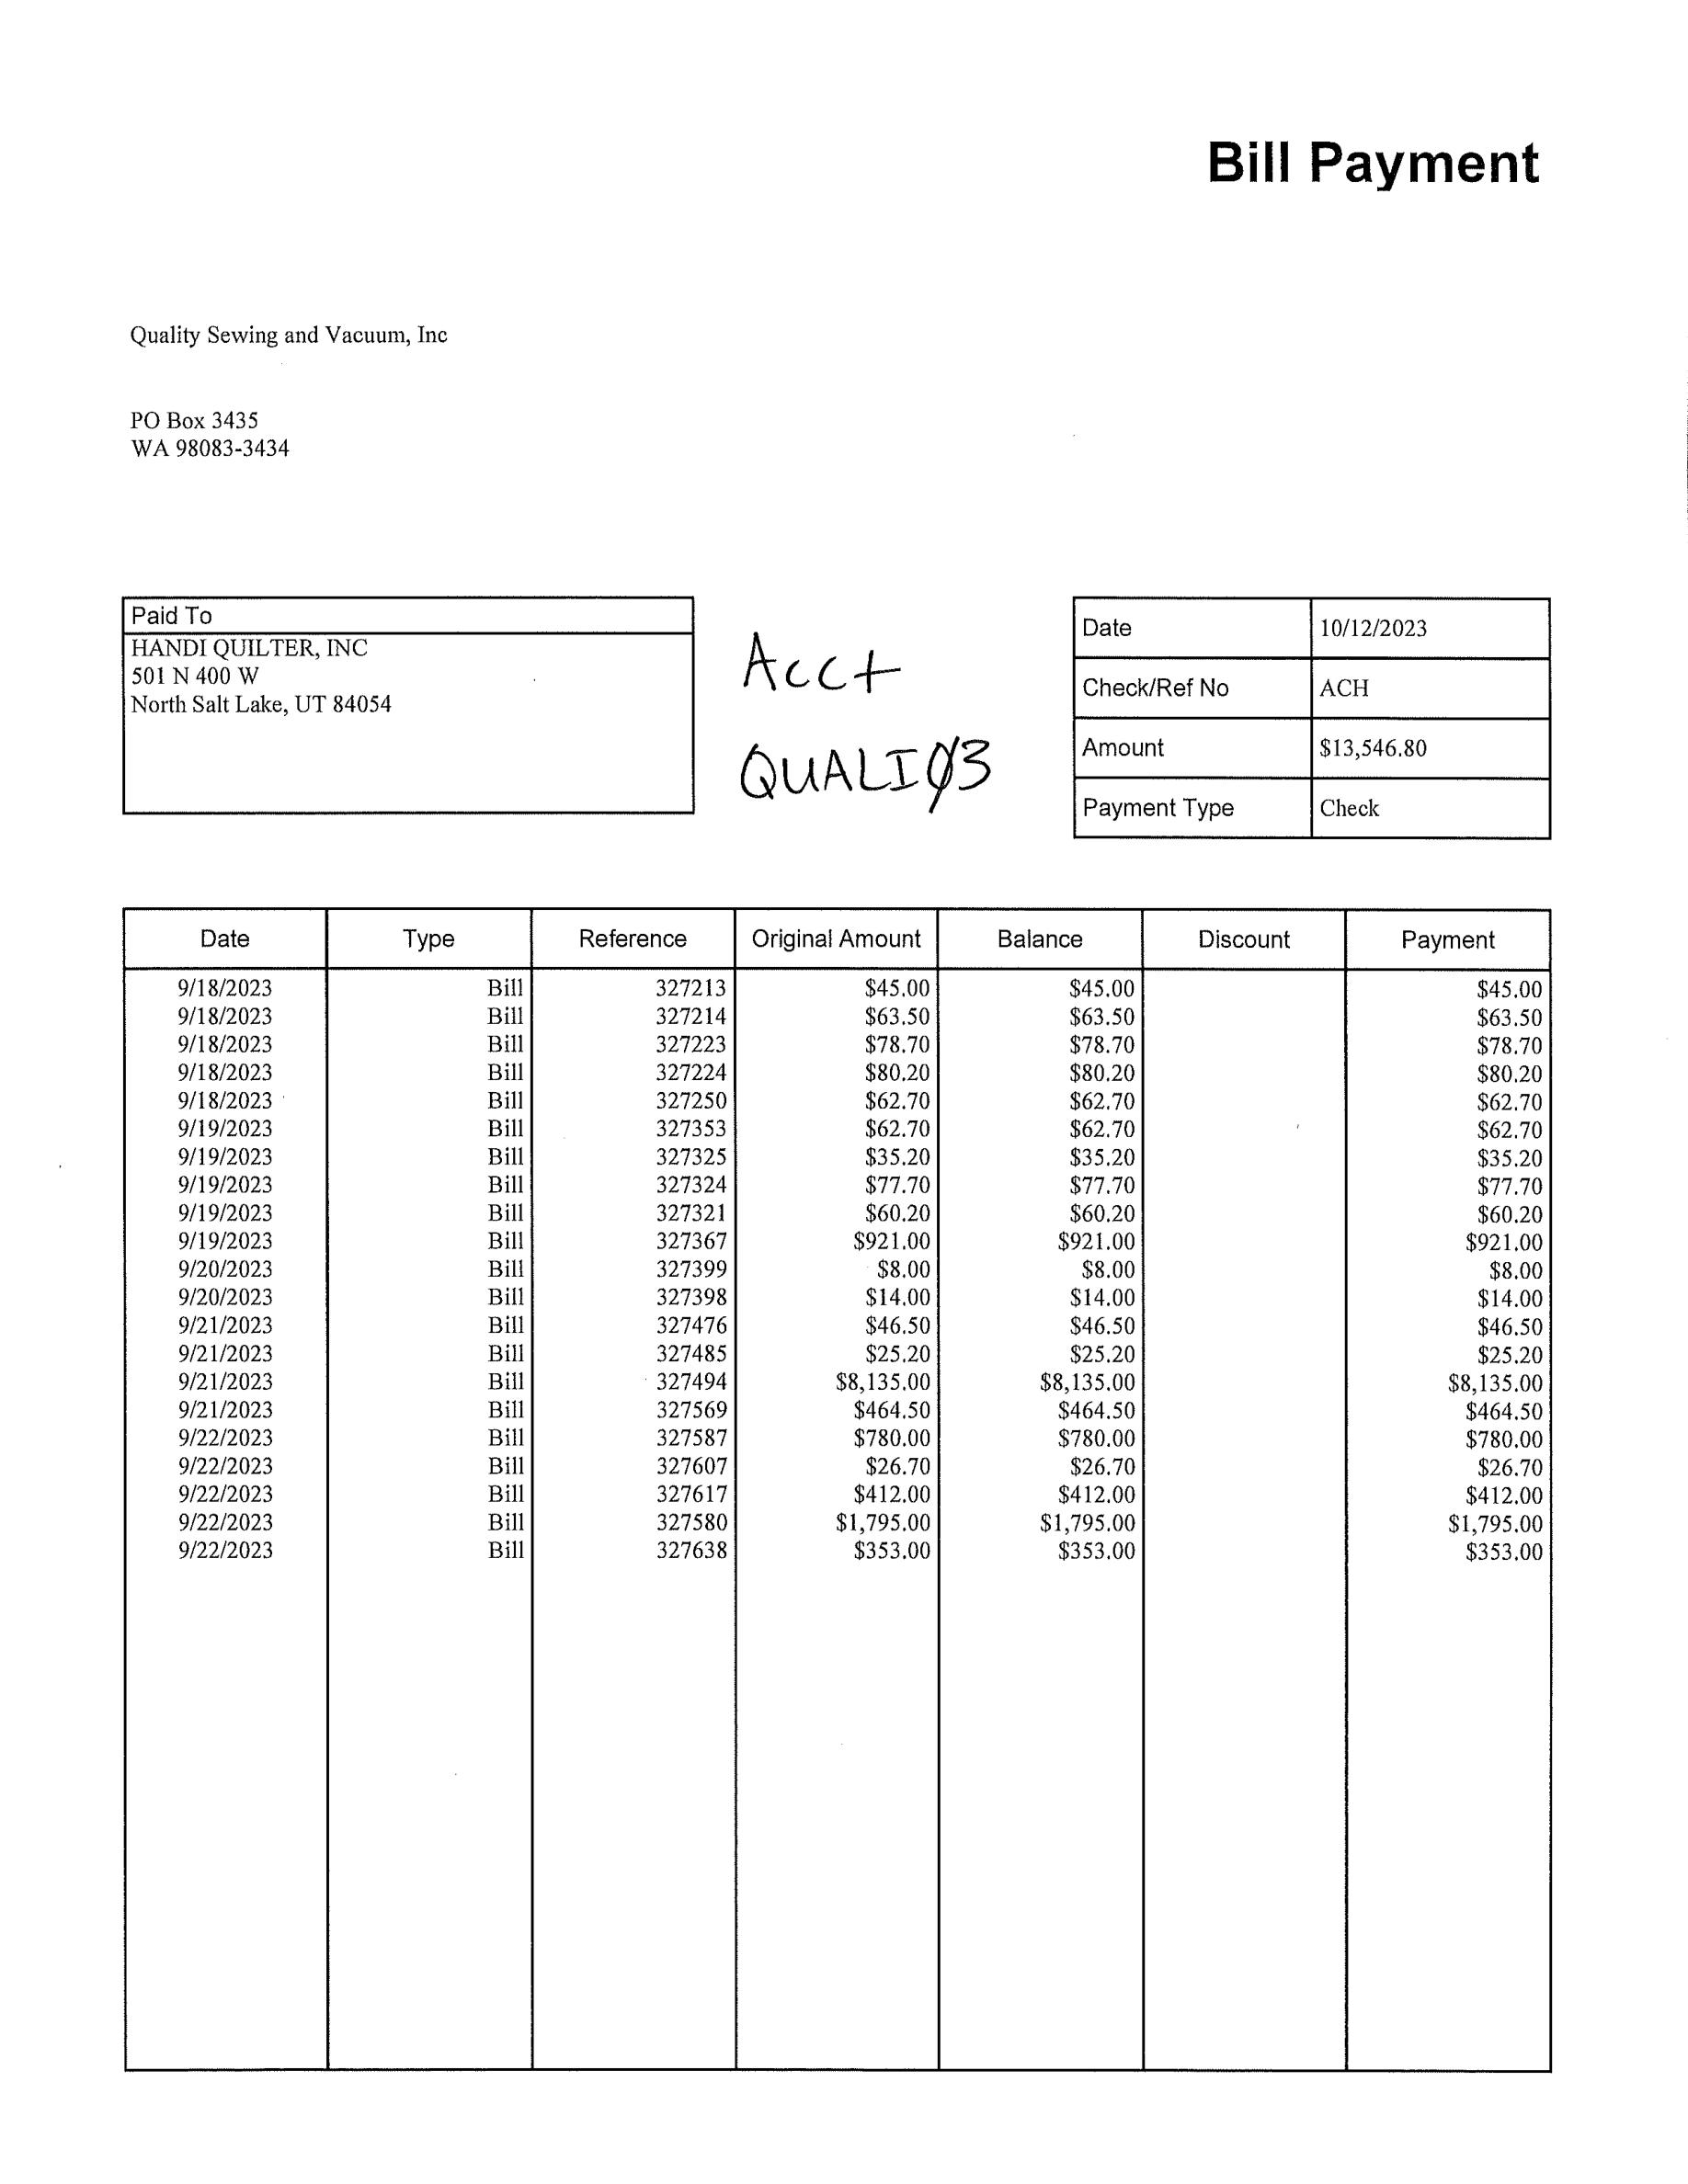 Bill Payment
Quality Sewing and Vacuum, Inc
PO Box 3435
WA 98083-3434
Paid To
HANDI QUILTER, INC
501 N 400 W
North Salt Lake, UT 84054
Acct
QUALI03
Date 10/12/2023
Check/Ref No ACH
Amount $13,546.80
Payment Type Check
Date Type Reference Original Amount Balance Discount Payment
9/18/2023 Bill 327213 $45.00 $45.00 $45.00
9/18/2023 Bill 327214 $63.50 $63.50 $63.50
9/18/2023 Bill 327223 $78.70 $78.70 $78.70
9/18/2023 Bill 327224 $80.20 $80.20 $80.20
9/18/2023 Bill 327250 $62.70 $62.70 $62.70
9/19/2023 Bill 327353 $62.70 $62.70 $62.70
9/19/2023 Bill 327325 $35.20 $35.20 $35.20
9/19/2023 Bill 327324 $77.70 $77.70 $77.70
9/19/2023 Bill 327321 $60.20 $60.20 $60.20
9/19/2023 Bill 327367 $921.00 $921.00 $921.00
9/20/2023 Bill 327399 $8.00 $8.00 $8.00
9/20/2023 Bill 327398 $14.00 $14.00 $14.00
9/21/2023 Bill 327476 $46.50 $46.50 $46.50
9/21/2023 Bill 327485 $25.20 $25.20 $25.20
9/21/2023 Bill 327494 $8,135.00 $8,135.00 $8,135.00
9/21/2023 Bill 327569 $464.50 $464.50 $464.50
9/22/2023 Bill 327587 $780.00 $780.00 $780.00
9/22/2023 Bill 327607 $26.70 $26.70 $26.70
9/22/2023 Bill 327617 $412.00 $412.00 $412.00
9/22/2023 Bill 327580 $1,795.00 $1,795.00 $1,795.00
9/22/2023 Bill 327638 $353.00 $353.00 $353.00